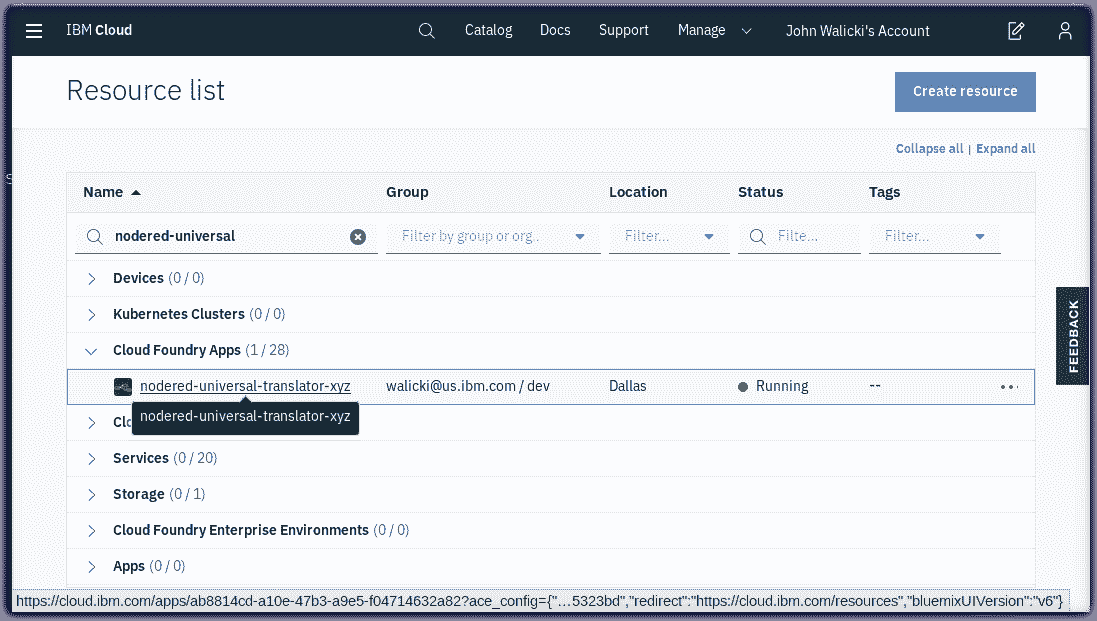 IBM Cloud Catalog Docs Support Manage John Walicki's Account
Resource list
Create resource
Collapse all | Expand all
Name Group Location Status Tags
nodered-universal Filter by group or org.. Filter... Filte... Filter...
Devices (0 / 0)
Kubernetes Clusters (0 / 0)
Cloud Foundry Apps (1 / 28)
nodered-universal-translator-xyz walicki@us.ibm.com / dev Dallas Running --
nodered-universal-translator-xyz
Services (0 / 20)
Storage (0 / 1)
Cloud Foundry Enterprise Environments (0 / 0)
Apps (0 / 0)
FEEDBACK
https://cloud.ibm.com/apps/ab8814cd-a10e-47b3-a9e5-f04714632a82?ace_config={"...5323bd","redirect":"https://cloud.ibm.com/resources","bluemixUIVersion":"v6"}